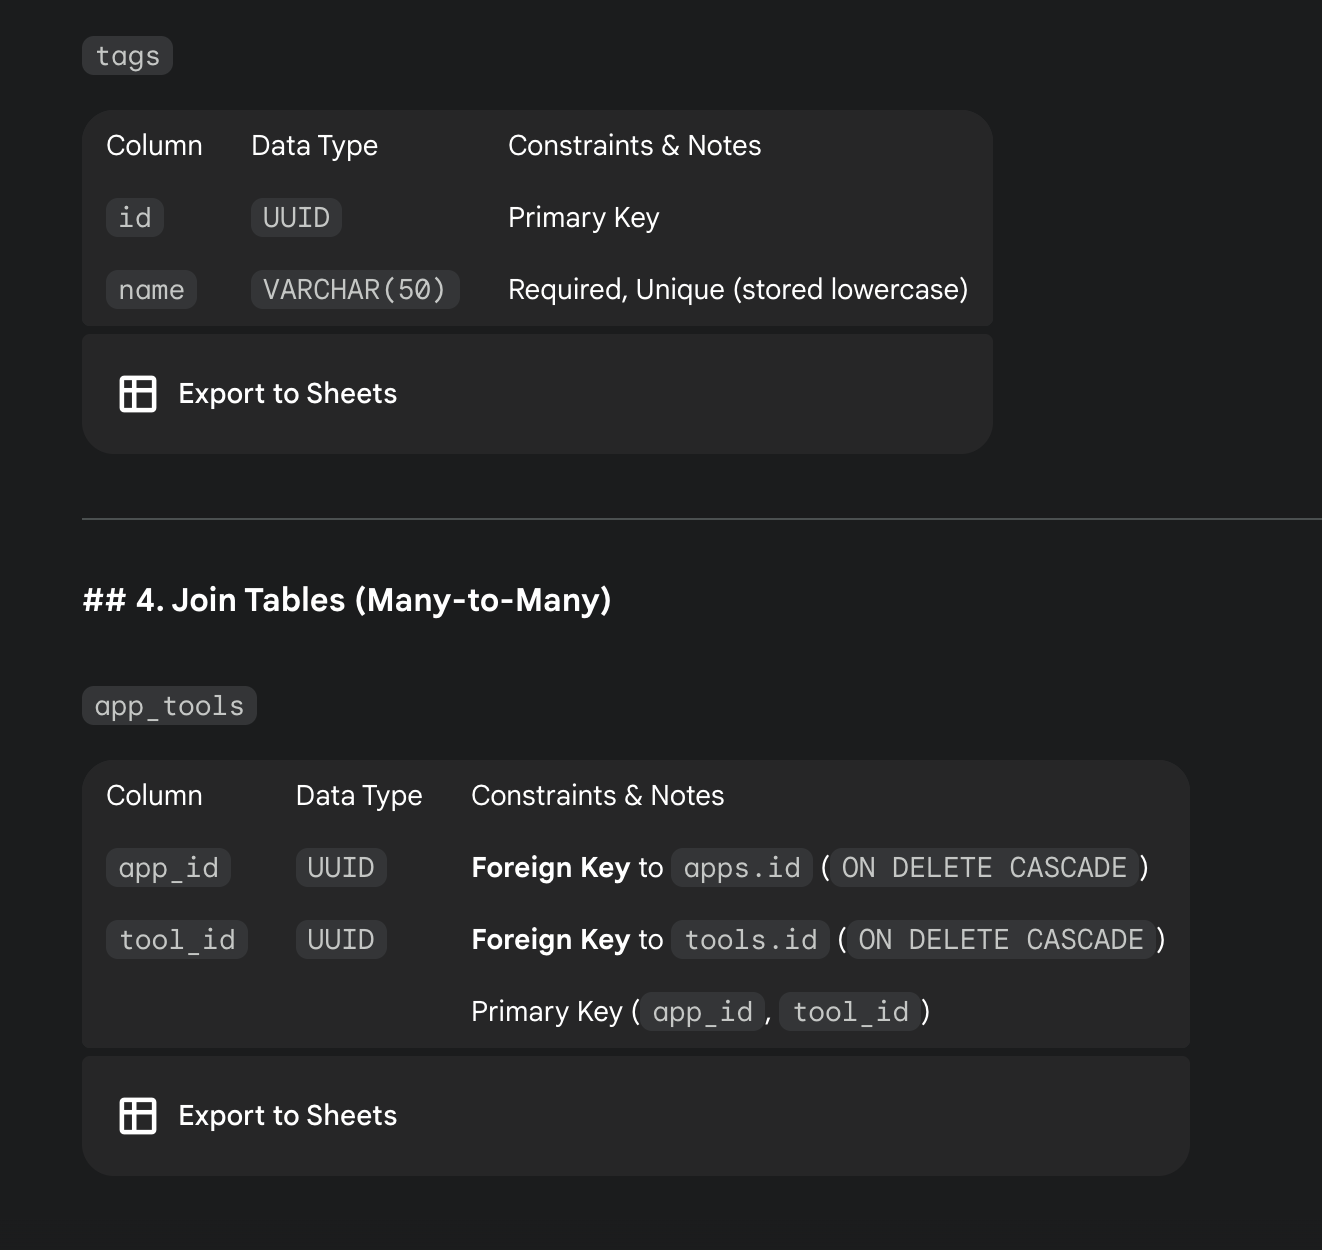 tags
Column Data Type Constraints & Notes
id UUID Primary Key
name VARCHAR(50) Required, Unique (stored lowercase)
Export to Sheets
## 4. Join Tables (Many-to-Many)
app_tools
Column Data Type Constraints & Notes
app_id UUID Foreign Key to apps.id (ON DELETE CASCADE)
tool_id UUID Foreign Key to tools.id (ON DELETE CASCADE)
Primary Key (app_id, tool_id)
Export to Sheets